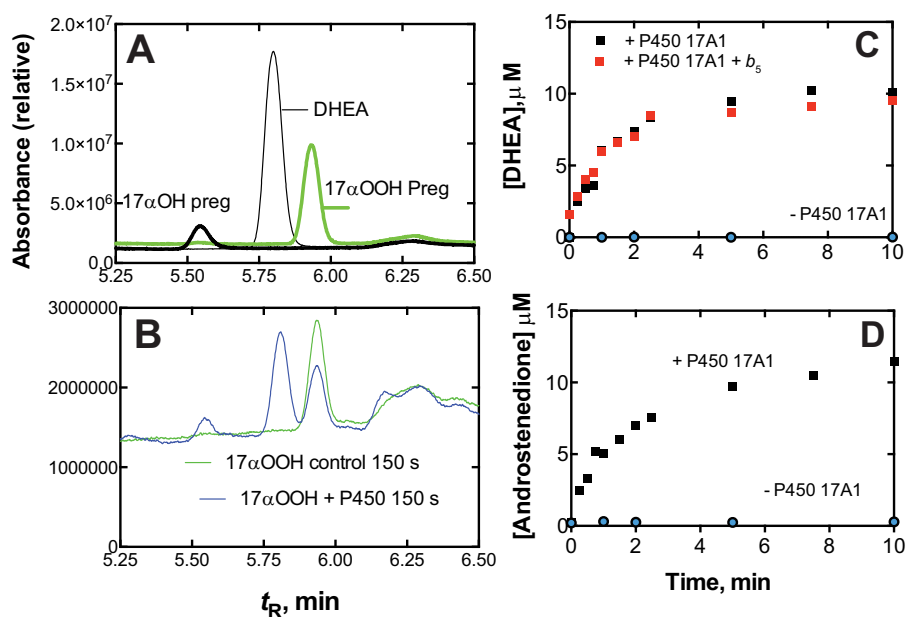 A
Absorbance (relative)
2.0×10⁷
1.5×10⁷
1.0×10⁷
5.0×10⁶
0.0
DHEA
17αOH preg
17αOOH Preg
5.25 5.50 5.75 6.00 6.25 6.50
B
3000000
2000000
1000000
0
17αOOH control 150 s
17αOOH + P450 150 s
5.25 5.50 5.75 6.00 6.25 6.50
tR, min
C
[DHEA],μ M
15
10
5
0
+ P450 17A1
+ P450 17A1 + b₅
- P450 17A1
0 2 4 6 8 10
D
[Androstenedione] μM
15
10
5
0
+ P450 17A1
- P450 17A1
0 2 4 6 8 10
Time, min